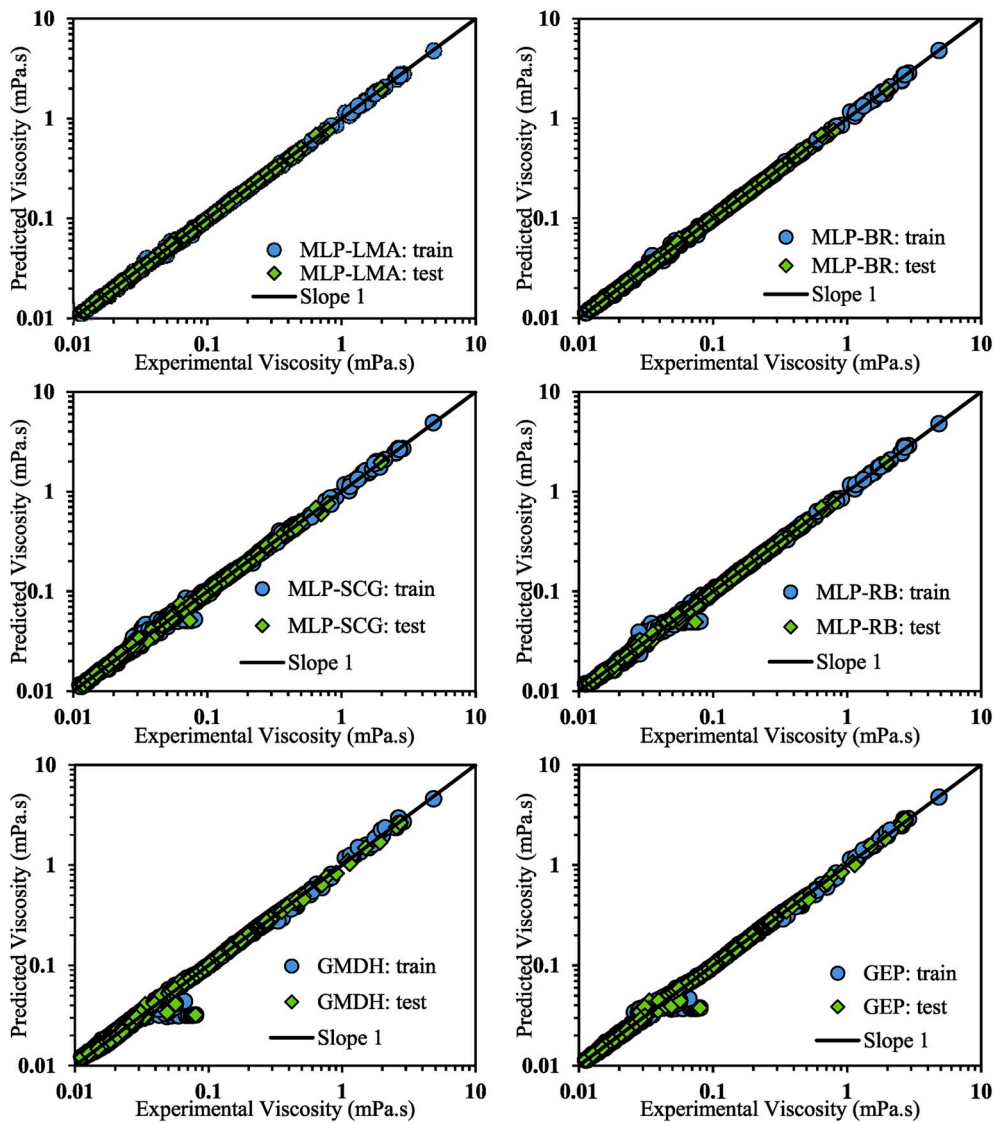 10
1
0.1
0.01
Predicted Viscosity (mPa.s)
MLP-LMA: train
MLP-LMA: test
Slope 1
0.01 0.1 1 10
Experimental Viscosity (mPa.s)
10
1
0.1
0.01
Predicted Viscosity (mPa.s)
MLP-BR: train
MLP-BR: test
Slope 1
0.01 0.1 1 10
Experimental Viscosity (mPa.s)
10
1
0.1
0.01
Predicted Viscosity (mPa.s)
MLP-SCG: train
MLP-SCG: test
Slope 1
0.01 0.1 1 10
Experimental Viscosity (mPa.s)
10
1
0.1
0.01
Predicted Viscosity (mPa.s)
MLP-RB: train
MLP-RB: test
Slope 1
0.01 0.1 1 10
Experimental Viscosity (mPa.s)
10
1
0.1
0.01
Predicted Viscosity (mPa.s)
GMDH: train
GMDH: test
Slope 1
0.01 0.1 1 10
Experimental Viscosity (mPa.s)
10
1
0.1
0.01
Predicted Viscosity (mPa.s)
GEP: train
GEP: test
Slope 1
0.01 0.1 1 10
Experimental Viscosity (mPa.s)